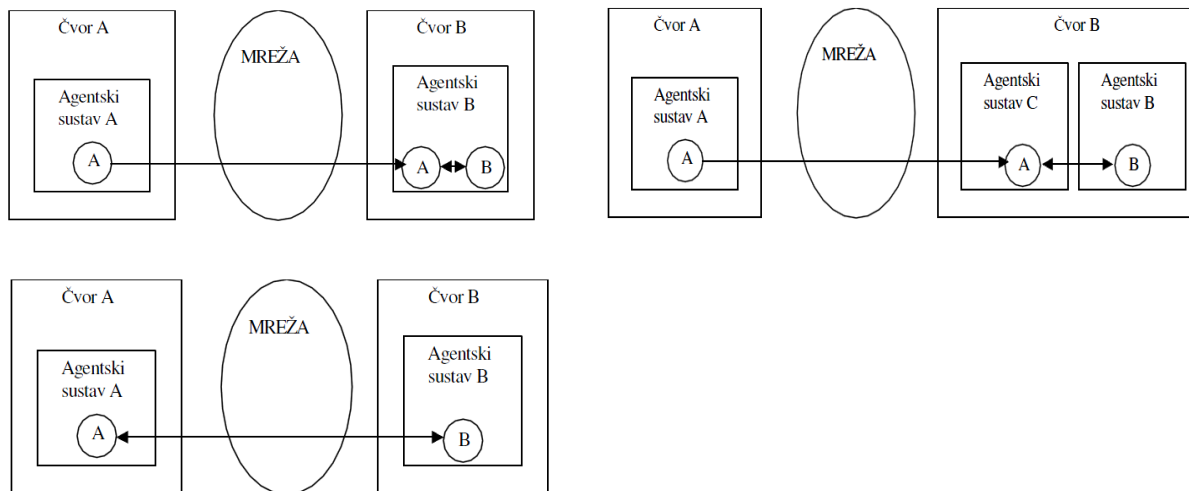 Čvor A
MREŽA
Čvor B
Agentski
sustav A
A
Agentski
sustav B
A
B
Čvor A
MREŽA
Čvor B
Agentski
sustav A
A
Agentski
sustav C
A
Agentski
sustav B
B
Čvor A
MREŽA
Čvor B
Agentski
sustav A
A
Agentski
sustav B
B